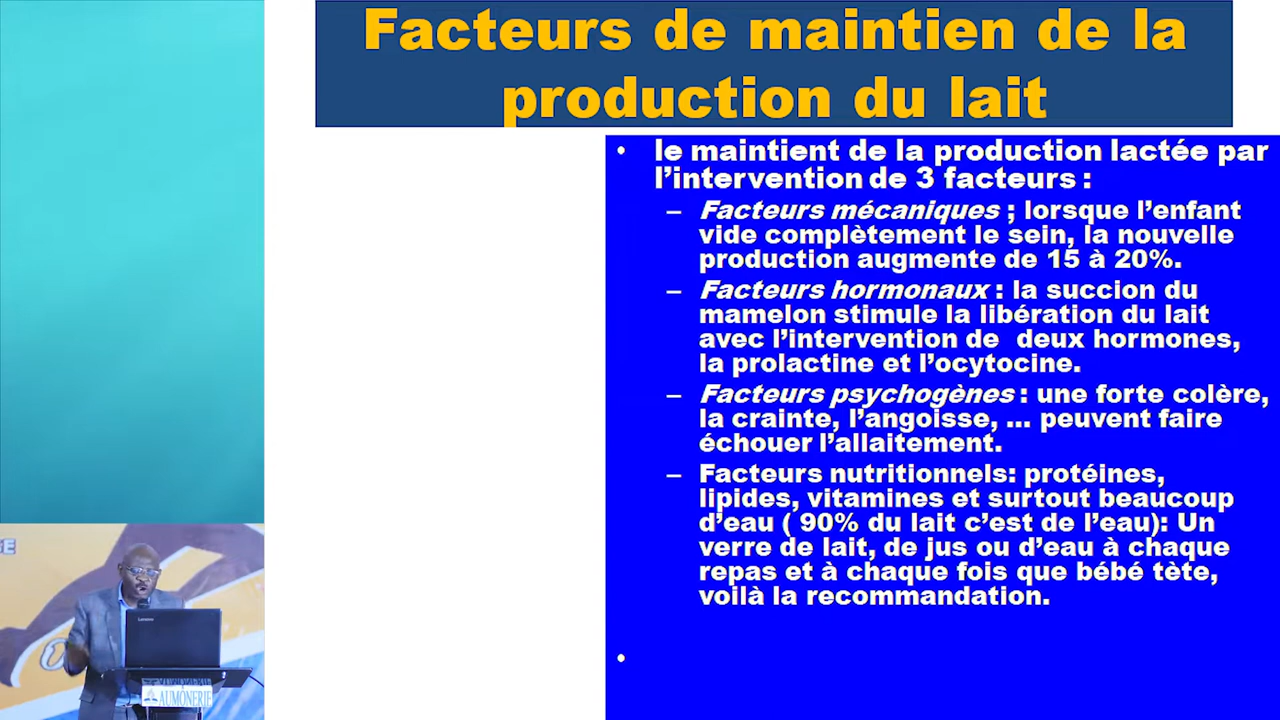 Facteurs de maintien de la
production du lait
• le maintient de la production lactée par
l’intervention de 3 facteurs :
– Facteurs mécaniques ; lorsque l’enfant
vide complètement le sein, la nouvelle
production augmente de 15 à 20%.
– Facteurs hormonaux : la succion du
mamelon stimule la libération du lait
avec l’intervention de deux hormones,
la prolactine et l’ocytocine.
– Facteurs psychogènes : une forte colère,
la crainte, l’angoisse, ... peuvent faire
échouer l’allaitement.
– Facteurs nutritionnels: protéines,
lipides, vitamines et surtout beaucoup
d’eau ( 90% du lait c’est de l’eau): Un
verre de lait, de jus ou d’eau à chaque
repas et à chaque fois que bébé tète,
voilà la recommandation.
•
GE
Lenovo
AUMÔNERIE